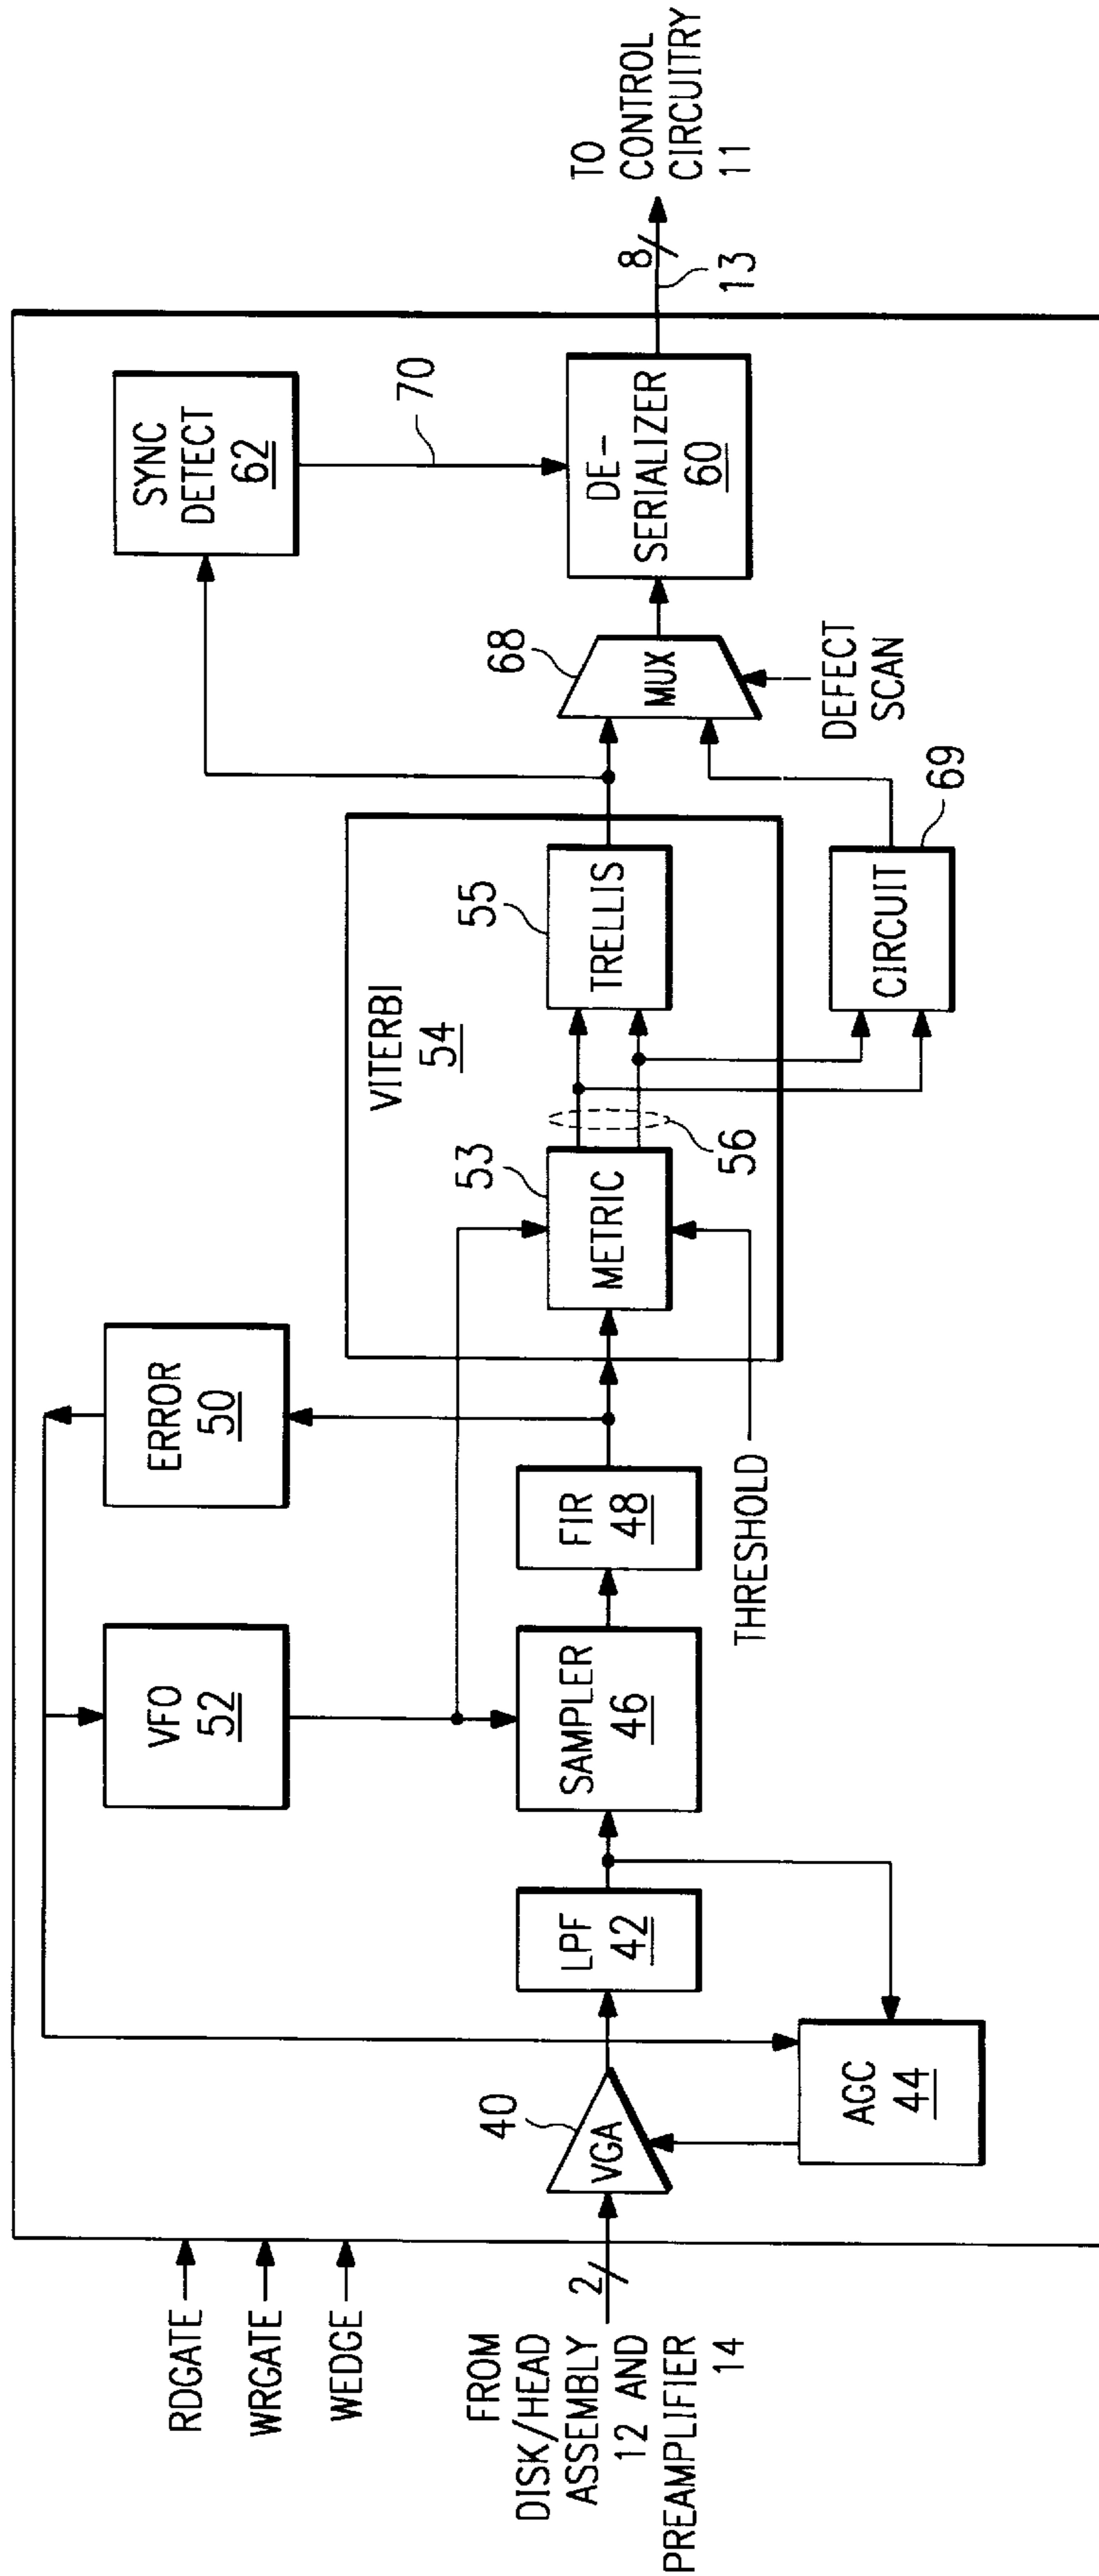 RDGATE
WRGATE
WEDGE
FROM
DISK/HEAD
ASSEMBLY
12 AND
PREAMPLIFIER
14
2
40
VGA
AGC
44
LPF
42
SAMPLER
46
VFO
52
ERROR
50
FIR
48
THRESHOLD
VITERBI
54
53
METRIC
56
55
TRELLIS
CIRCUIT
69
68
MUX
DEFECT
SCAN
SYNC
DETECT
62
70
DE-
SERIALIZER
60
8
13
TO
CONTROL
CIRCUITRY
11